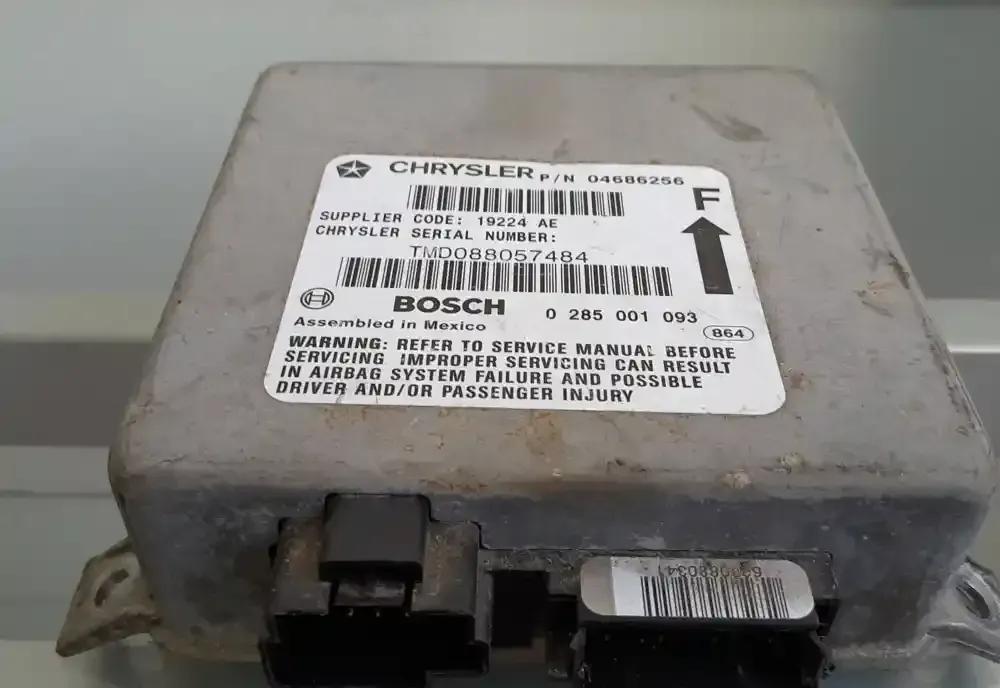 CHRYSLER P/N 04686256
F
SUPPLIER CODE: 19224 AE
CHRYSLER SERIAL NUMBER:
TMD088057484
BOSCH 0 285 001 093
Assembled in Mexico
864
WARNING: REFER TO SERVICE MANUAL BEFORE
SERVICING. IMPROPER SERVICING CAN RESULT
IN AIRBAG SYSTEM FAILURE AND POSSIBLE
DRIVER AND/OR PASSENGER INJURY